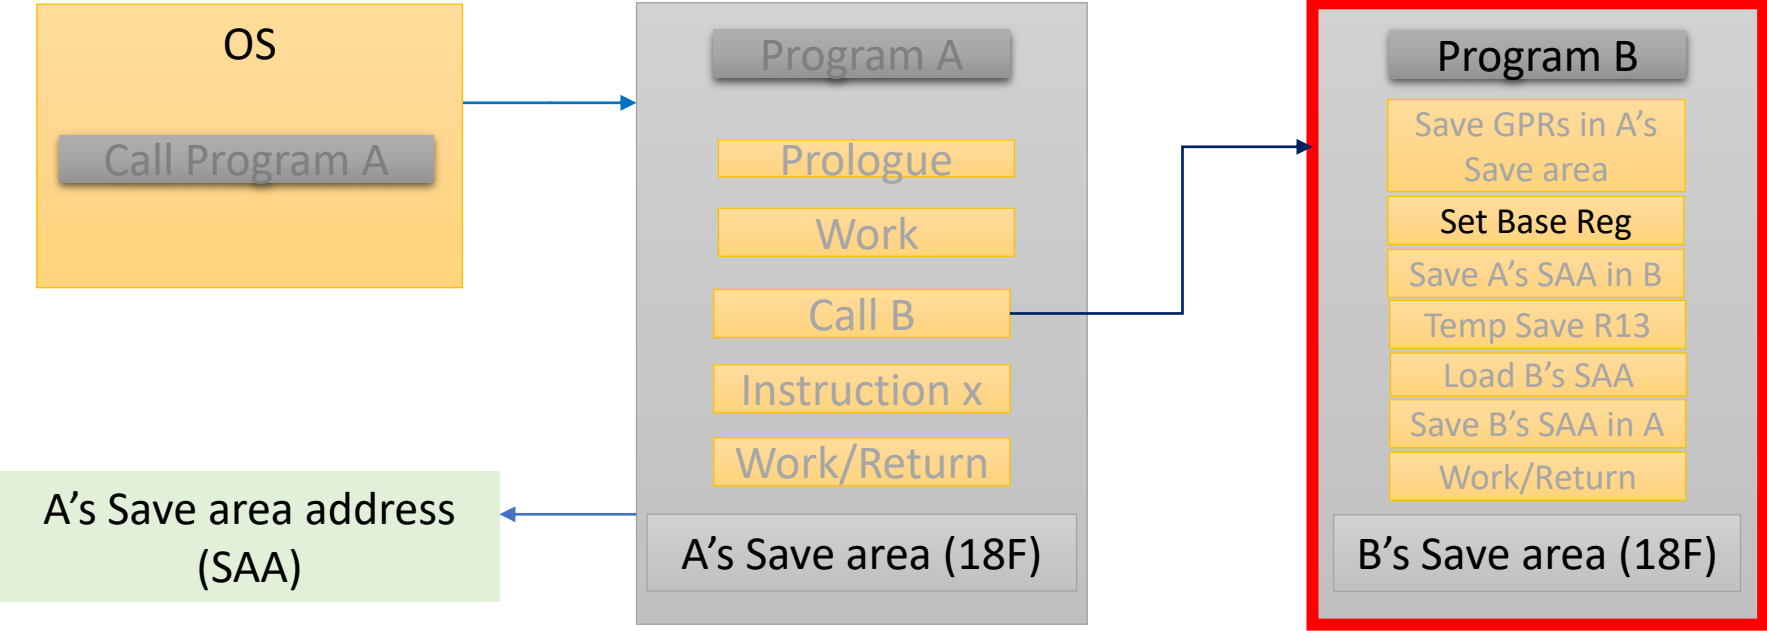 OS
Call Program A
A's Save area address
(SAA)
Program A
Prologue
Work
Call B
Instruction x
Work/Return
A's Save area (18F)
Program B
Save GPRs in A's
Save area
Set Base Reg
Save A's SAA in B
Temp Save R13
Load B's SAA
Save B's SAA in A
Work/Return
B's Save area (18F)